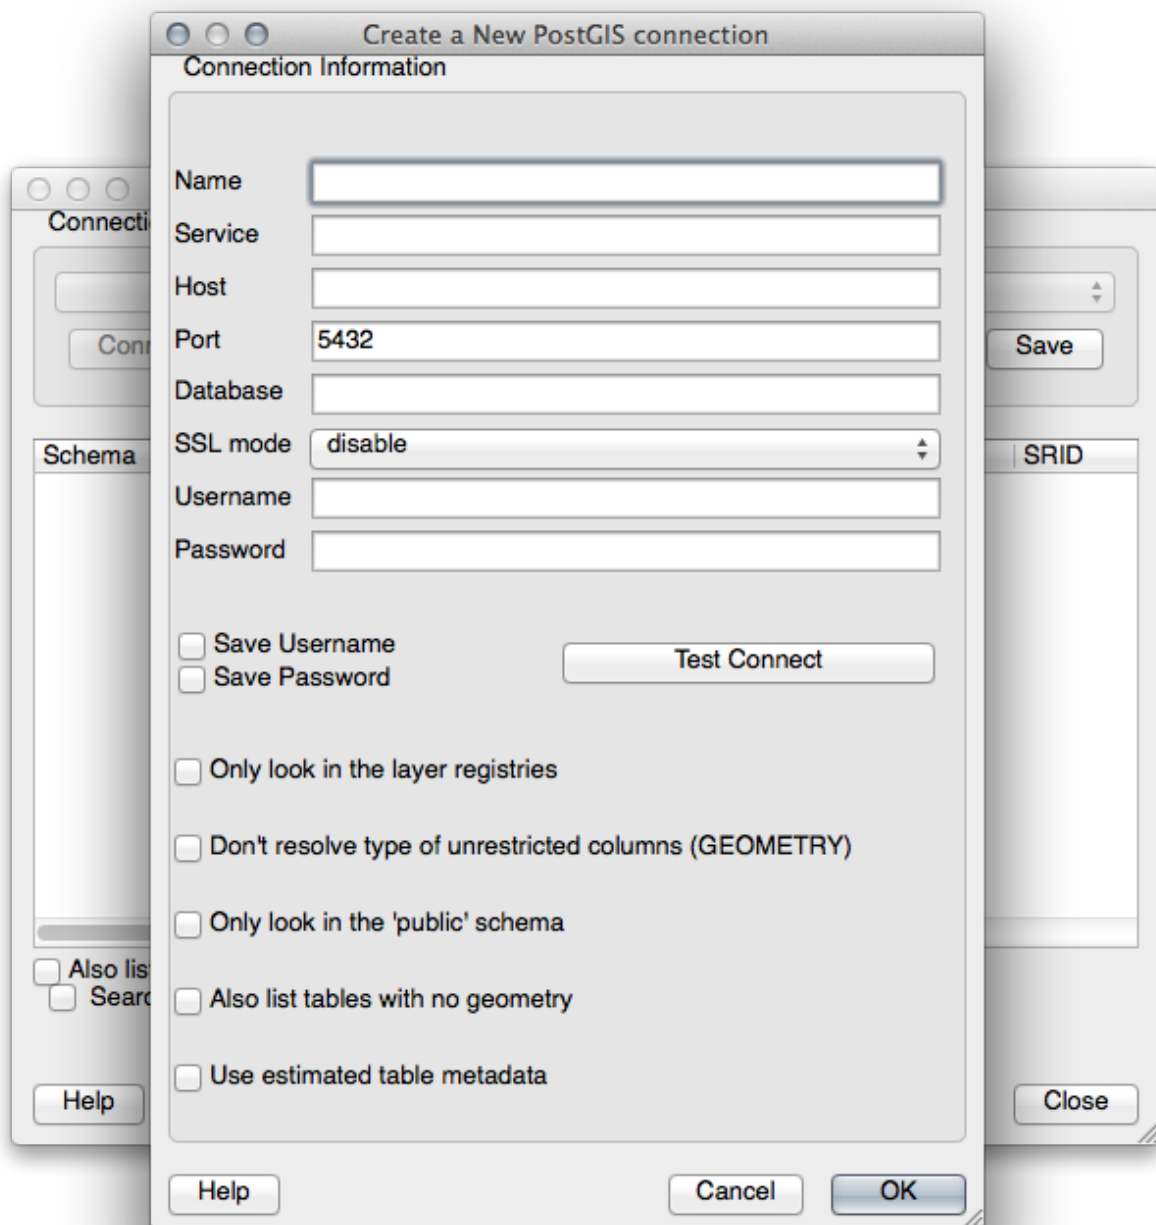 Create a New PostGIS connection
Connection Information
Name
Service
Host
Port 5432
Database
SSL mode disable
Username
Password
Save Username
Save Password
Test Connect
Only look in the layer registries
Don't resolve type of unrestricted columns (GEOMETRY)
Only look in the 'public' schema
Also list tables with no geometry
Use estimated table metadata
Help Cancel OK
Connecti
Conn
Save
Schema SRID
Also lis
Searc
Help Close